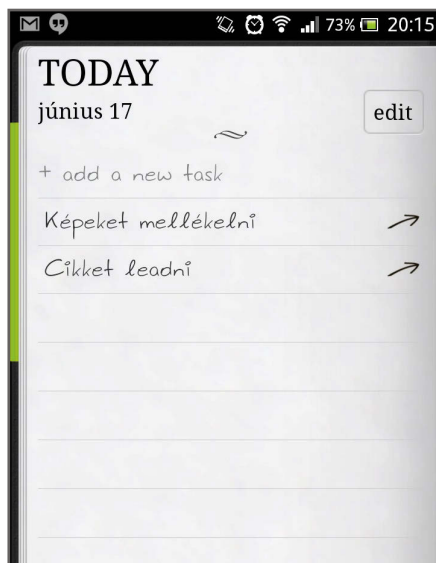 73% 20:15
TODAY
június 17
edit
+ add a new task
Képeket mellékelni
Cikket leadni